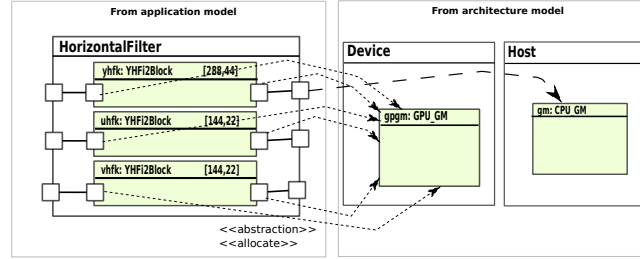 From application model
From architecture model
HorizontalFilter
yhfk: YHFi2Block [288,44]
uhfk: YHFi2Block [144,22]
vhfk: YHFi2Block [144,22]
<<abstraction>>
<<allocate>>
Device
gpgm: GPU_GM
Host
gm: CPU_GM